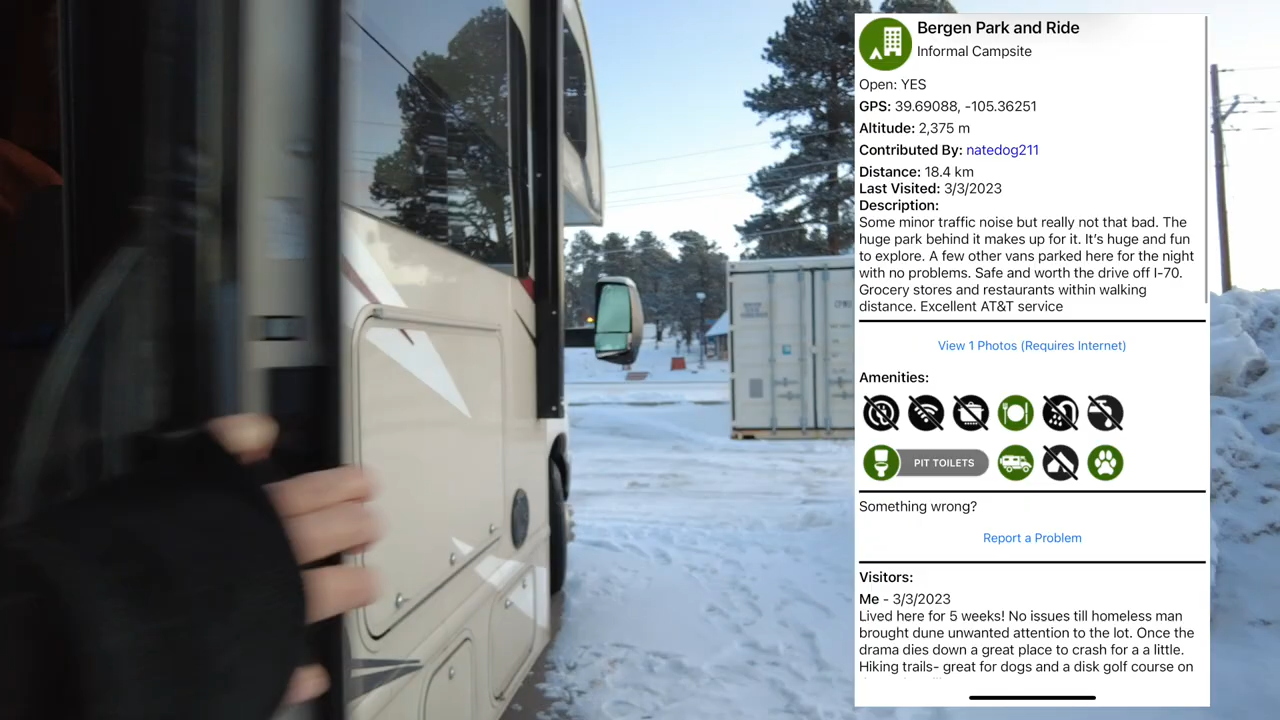 Bergen Park and Ride
Informal Campsite
Open: YES
GPS: 39.69088, -105.36251
Altitude: 2,375 m
Contributed By: natedog211
Distance: 18.4 km
Last Visited: 3/3/2023
Description:
Some minor traffic noise but really not that bad. The
huge park behind it makes up for it. It's huge and fun
to explore. A few other vans parked here for the night
with no problems. Safe and worth the drive off I-70.
Grocery stores and restaurants within walking
distance. Excellent AT&T service
View 1 Photos (Requires Internet)
Amenities:
PIT TOILETS
Something wrong?
Report a Problem
Visitors:
Me - 3/3/2023
Lived here for 5 weeks! No issues till homeless man
brought dune unwanted attention to the lot. Once the
drama dies down a great place to crash for a a little.
Hiking trails- great for dogs and a disk golf course on